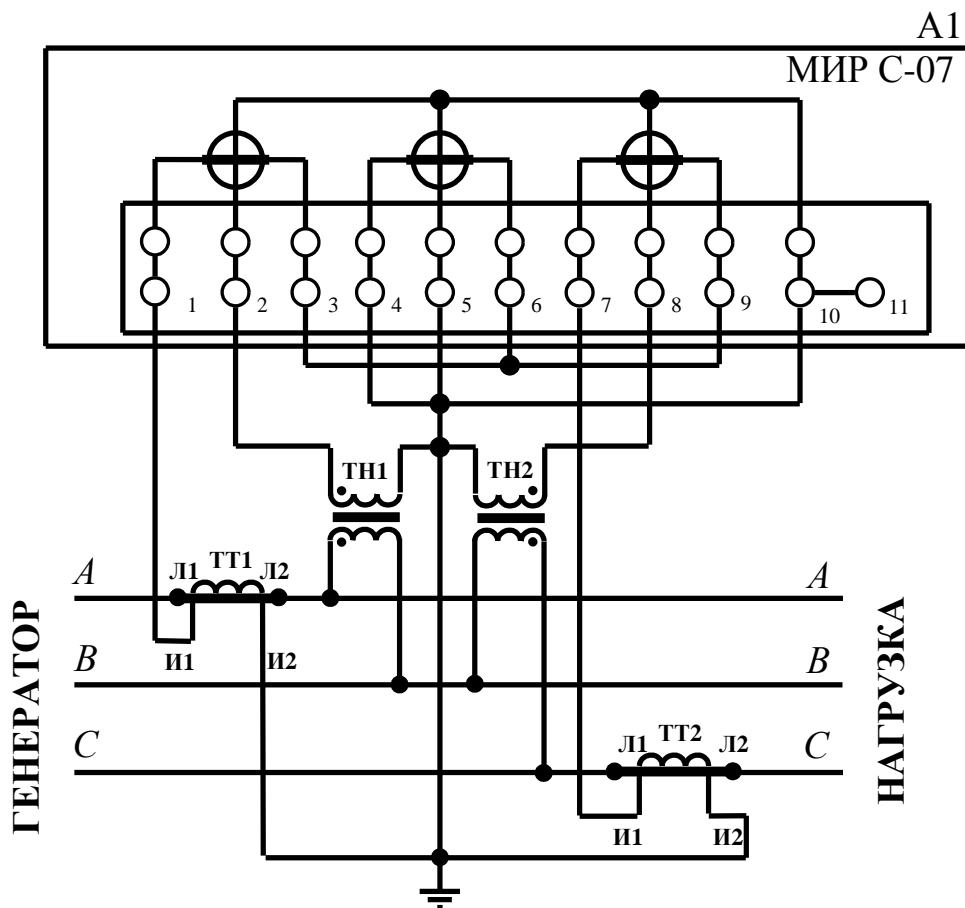 A1
МИР С-07
1 2 3 4 5 6 7 8 9 10 11
ТН1 ТН2
A Л1 ТТ1 Л2 A
И1 И2
B B
C Л1 ТТ2 Л2 C
И1 И2
ГЕНЕРАТОР
НАГРУЗКА